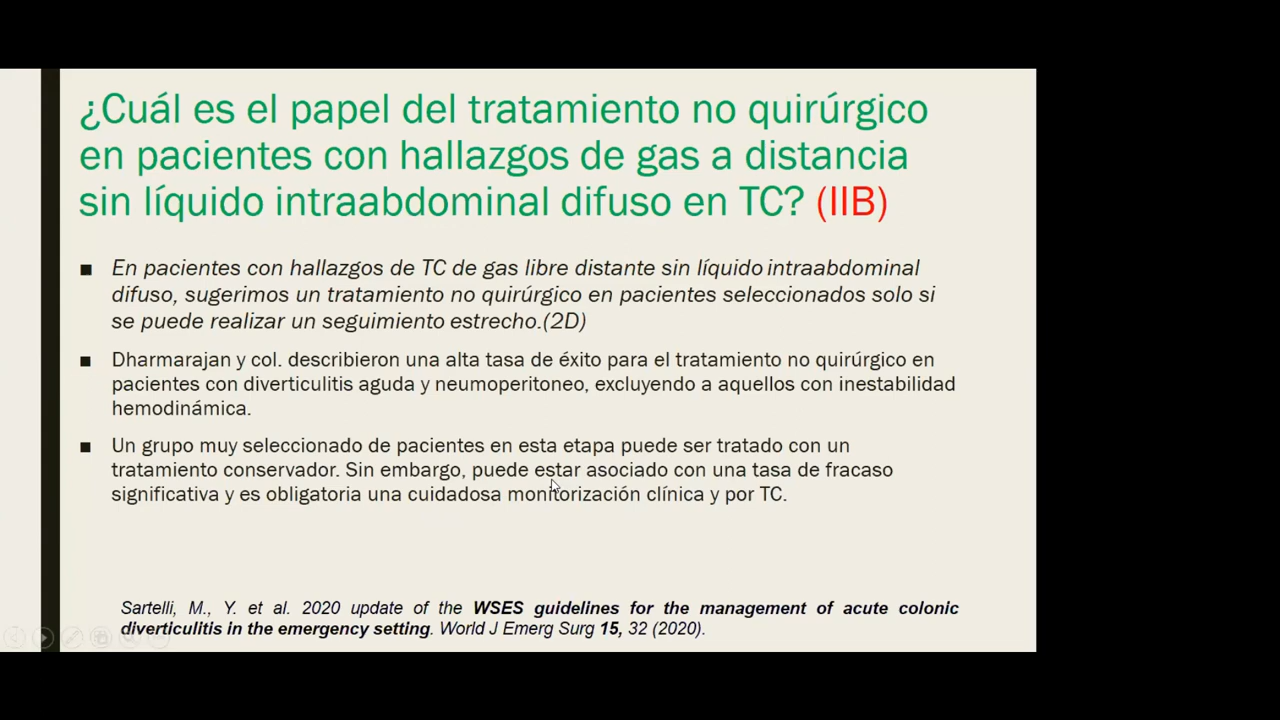 ¿Cuál es el papel del tratamiento no quirúrgico
en pacientes con hallazgos de gas a distancia
sin líquido intraabdominal difuso en TC? (IIB)
■ En pacientes con hallazgos de TC de gas libre distante sin líquido intraabdominal
difuso, sugerimos un tratamiento no quirúrgico en pacientes seleccionados solo si
se puede realizar un seguimiento estrecho.(2D)
■ Dharmarajan y col. describieron una alta tasa de éxito para el tratamiento no quirúrgico en
pacientes con diverticulitis aguda y neumoperitoneo, excluyendo a aquellos con inestabilidad
hemodinámica.
■ Un grupo muy seleccionado de pacientes en esta etapa puede ser tratado con un
tratamiento conservador. Sin embargo, puede estar asociado con una tasa de fracaso
significativa y es obligatoria una cuidadosa monitorización clínica y por TC.
Sartelli, M., Y. et al. 2020 update of the WSES guidelines for the management of acute colonic
diverticulitis in the emergency setting. World J Emerg Surg 15, 32 (2020).